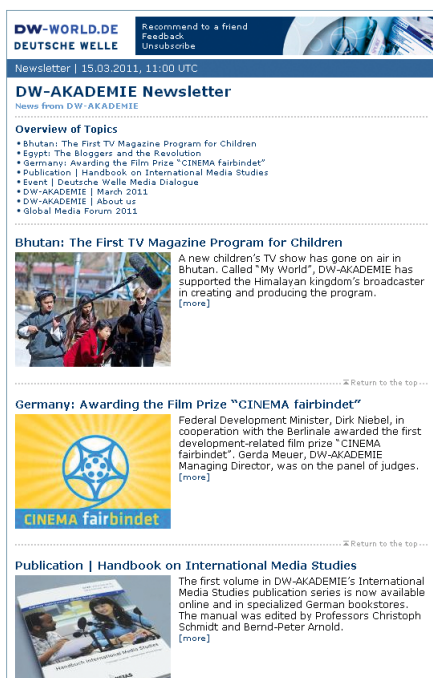 DW-WORLD.DE
DEUTSCHE WELLE
Recommend to a friend
Feedback
Unsubscribe
Newsletter | 15.03.2011, 11:00 UTC
DW-AKADEMIE Newsletter
News from DW-AKADEMIE
Overview of Topics
• Bhutan: The First TV Magazine Program for Children
• Egypt: The Bloggers and the Revolution
• Germany: Awarding the Film Prize “CINEMA fairbindet”
• Publication | Handbook on International Media Studies
• Event | Deutsche Welle Media Dialogue
• DW-AKADEMIE | March 2011
• DW-AKADEMIE | About us
• Global Media Forum 2011
Bhutan: The First TV Magazine Program for Children
A new children’s TV show has gone on air in
Bhutan. Called “My World”, DW-AKADEMIE has
supported the Himalayan kingdom’s broadcaster
in creating and producing the program.
[more]
Return to the top
Germany: Awarding the Film Prize “CINEMA fairbindet”
Federal Development Minister, Dirk Niebel, in
cooperation with the Berlinale awarded the first
development-related film prize “CINEMA
fairbindet”. Gerda Meuer, DW-AKADEMIE
Managing Director, was on the panel of judges.
[more]
CINEMA fairbindet
Return to the top
Publication | Handbook on International Media Studies
The first volume in DW-AKADEMIE’s International
Media Studies publication series is now available
online and in specialized German bookstores.
The manual was edited by Professors Christoph
Schmidt and Bernd-Peter Arnold.
[more]
Handbuch International Media Studies